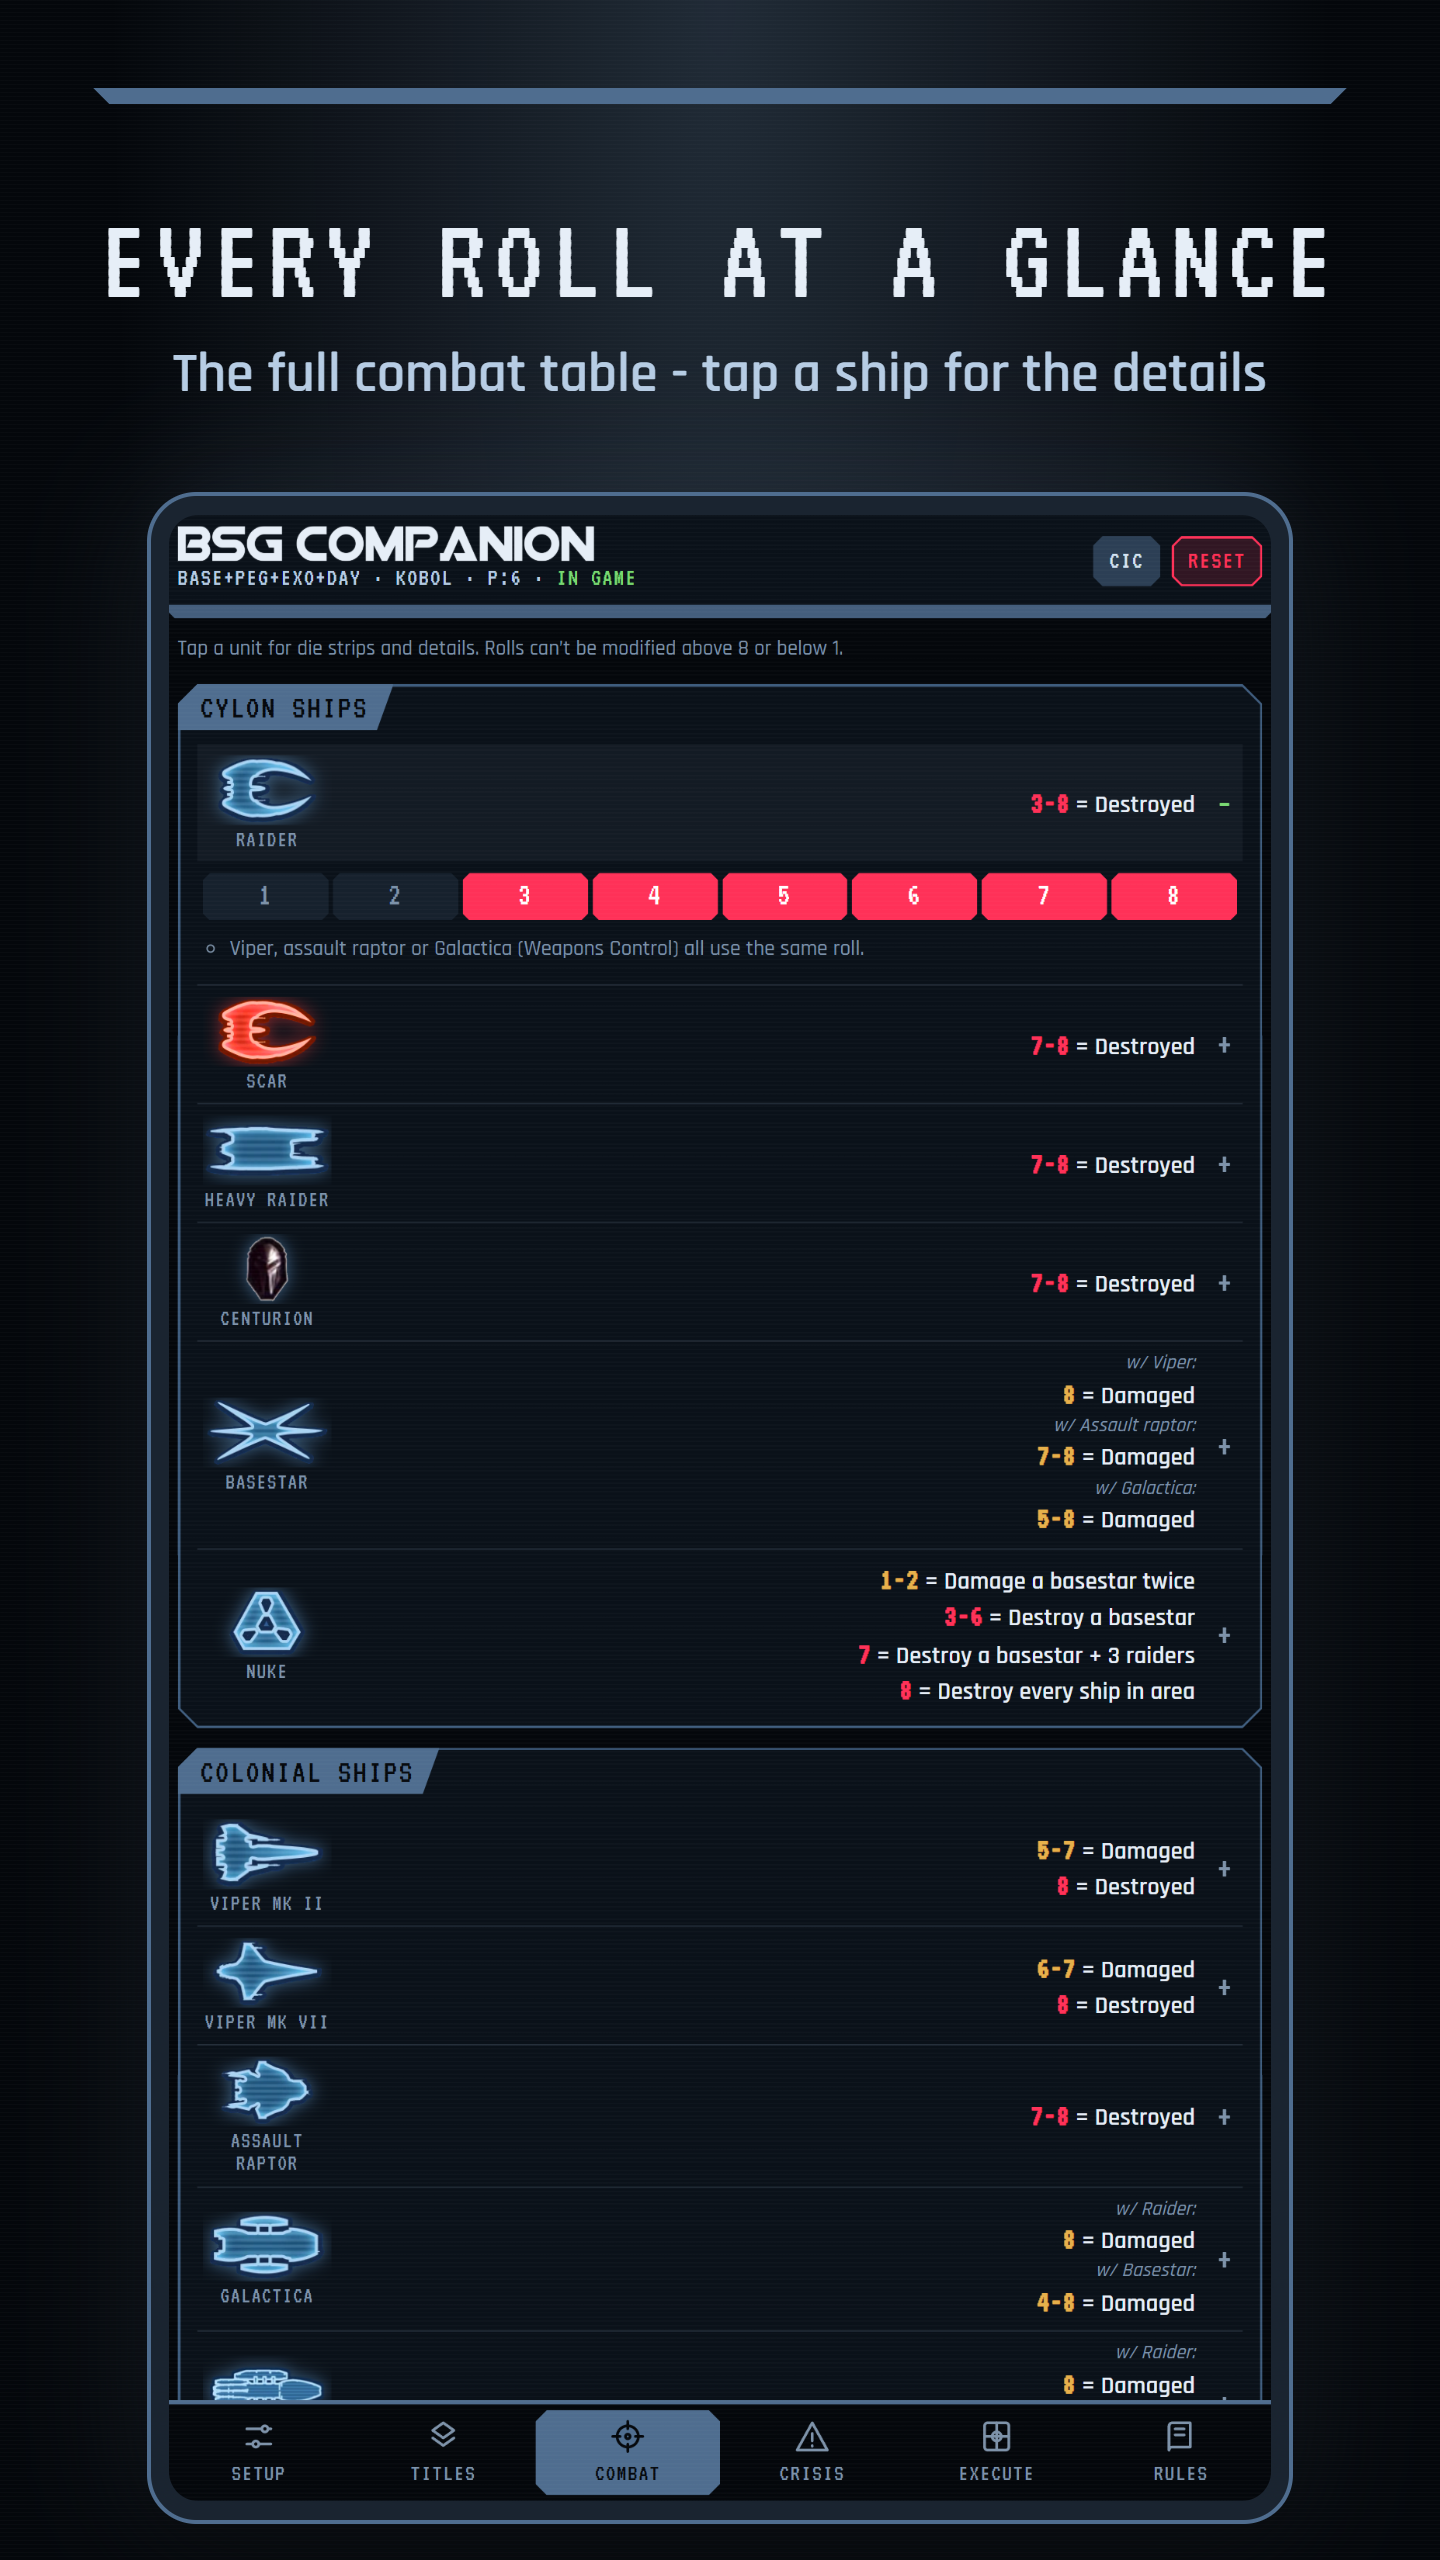 EVERY ROLL AT A GLANCE
The full combat table - tap a ship for the details
BSG COMPANION
BASE+PEG+EXO+DAY · KOBOL · P:6 · IN GAME
CIC
RESET
Tap a unit for die strips and details. Rolls can't be modified above 8 or below 1.
CYLON SHIPS
RAIDER
3-8 = Destroyed −
1 2 3 4 5 6 7 8
Viper, assault raptor or Galactica (Weapons Control) all use the same roll.
SCAR
7-8 = Destroyed +
HEAVY RAIDER
7-8 = Destroyed +
CENTURION
7-8 = Destroyed +
BASESTAR
w/ Viper:
8 = Damaged
w/ Assault raptor:
7-8 = Damaged +
w/ Galactica:
5-8 = Damaged
NUKE
1-2 = Damage a basestar twice
3-6 = Destroy a basestar +
7 = Destroy a basestar + 3 raiders
8 = Destroy every ship in area
COLONIAL SHIPS
VIPER MK II
5-7 = Damaged +
8 = Destroyed
VIPER MK VII
6-7 = Damaged +
8 = Destroyed
ASSAULT
RAPTOR
7-8 = Destroyed +
GALACTICA
w/ Raider:
8 = Damaged +
w/ Basestar:
4-8 = Damaged
w/ Raider:
8 = Damaged
SETUP
TITLES
COMBAT
CRISIS
EXECUTE
RULES